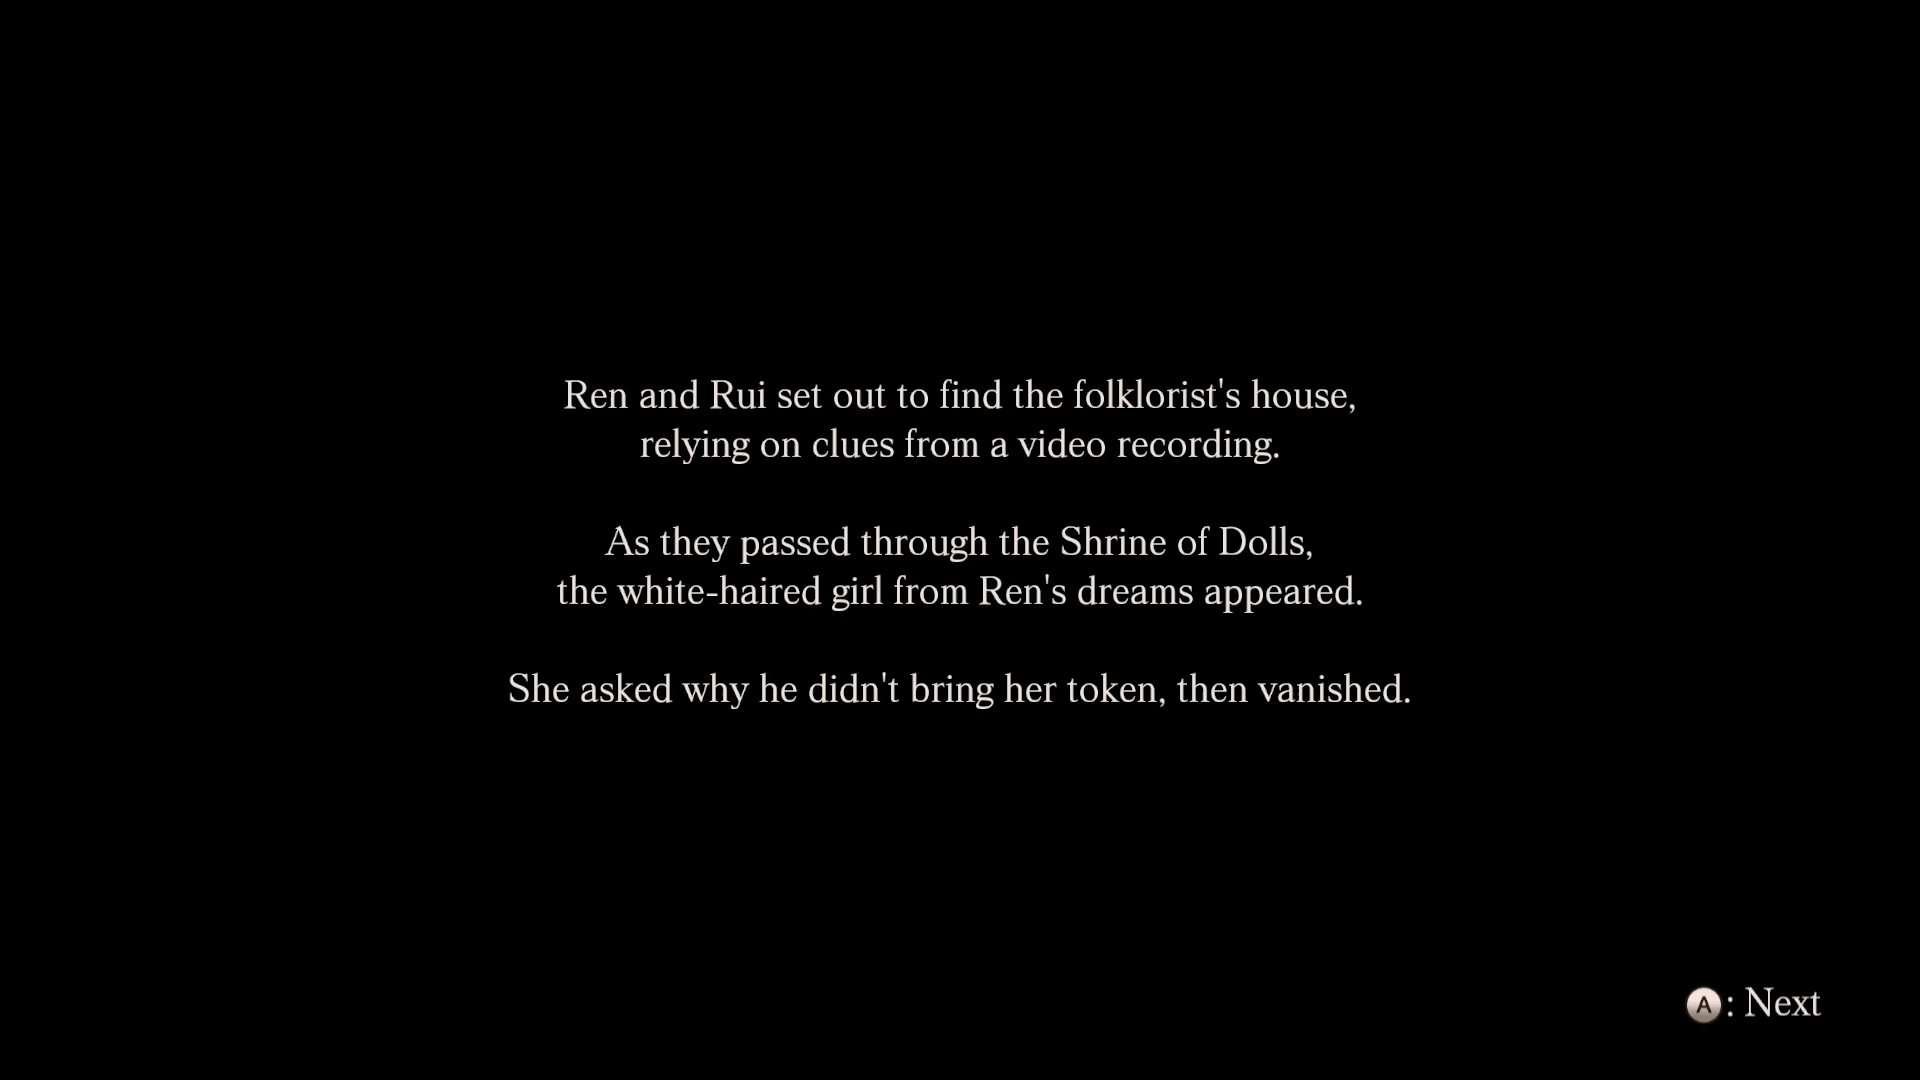 Ren and Rui set out to find the folklorist's house,
relying on clues from a video recording.
As they passed through the Shrine of Dolls,
the white-haired girl from Ren's dreams appeared.
She asked why he didn't bring her token, then vanished.
A: Next